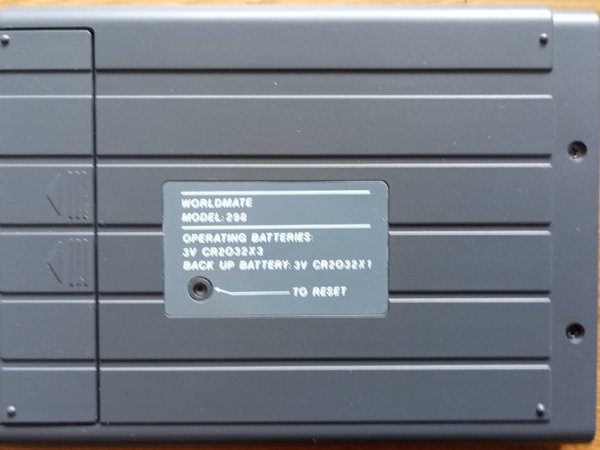 WORLDMATE
MODEL: 298
OPERATING BATTERIES:
3V CR2032X3
BACK UP BATTERY: 3V CR2032X1
TO RESET